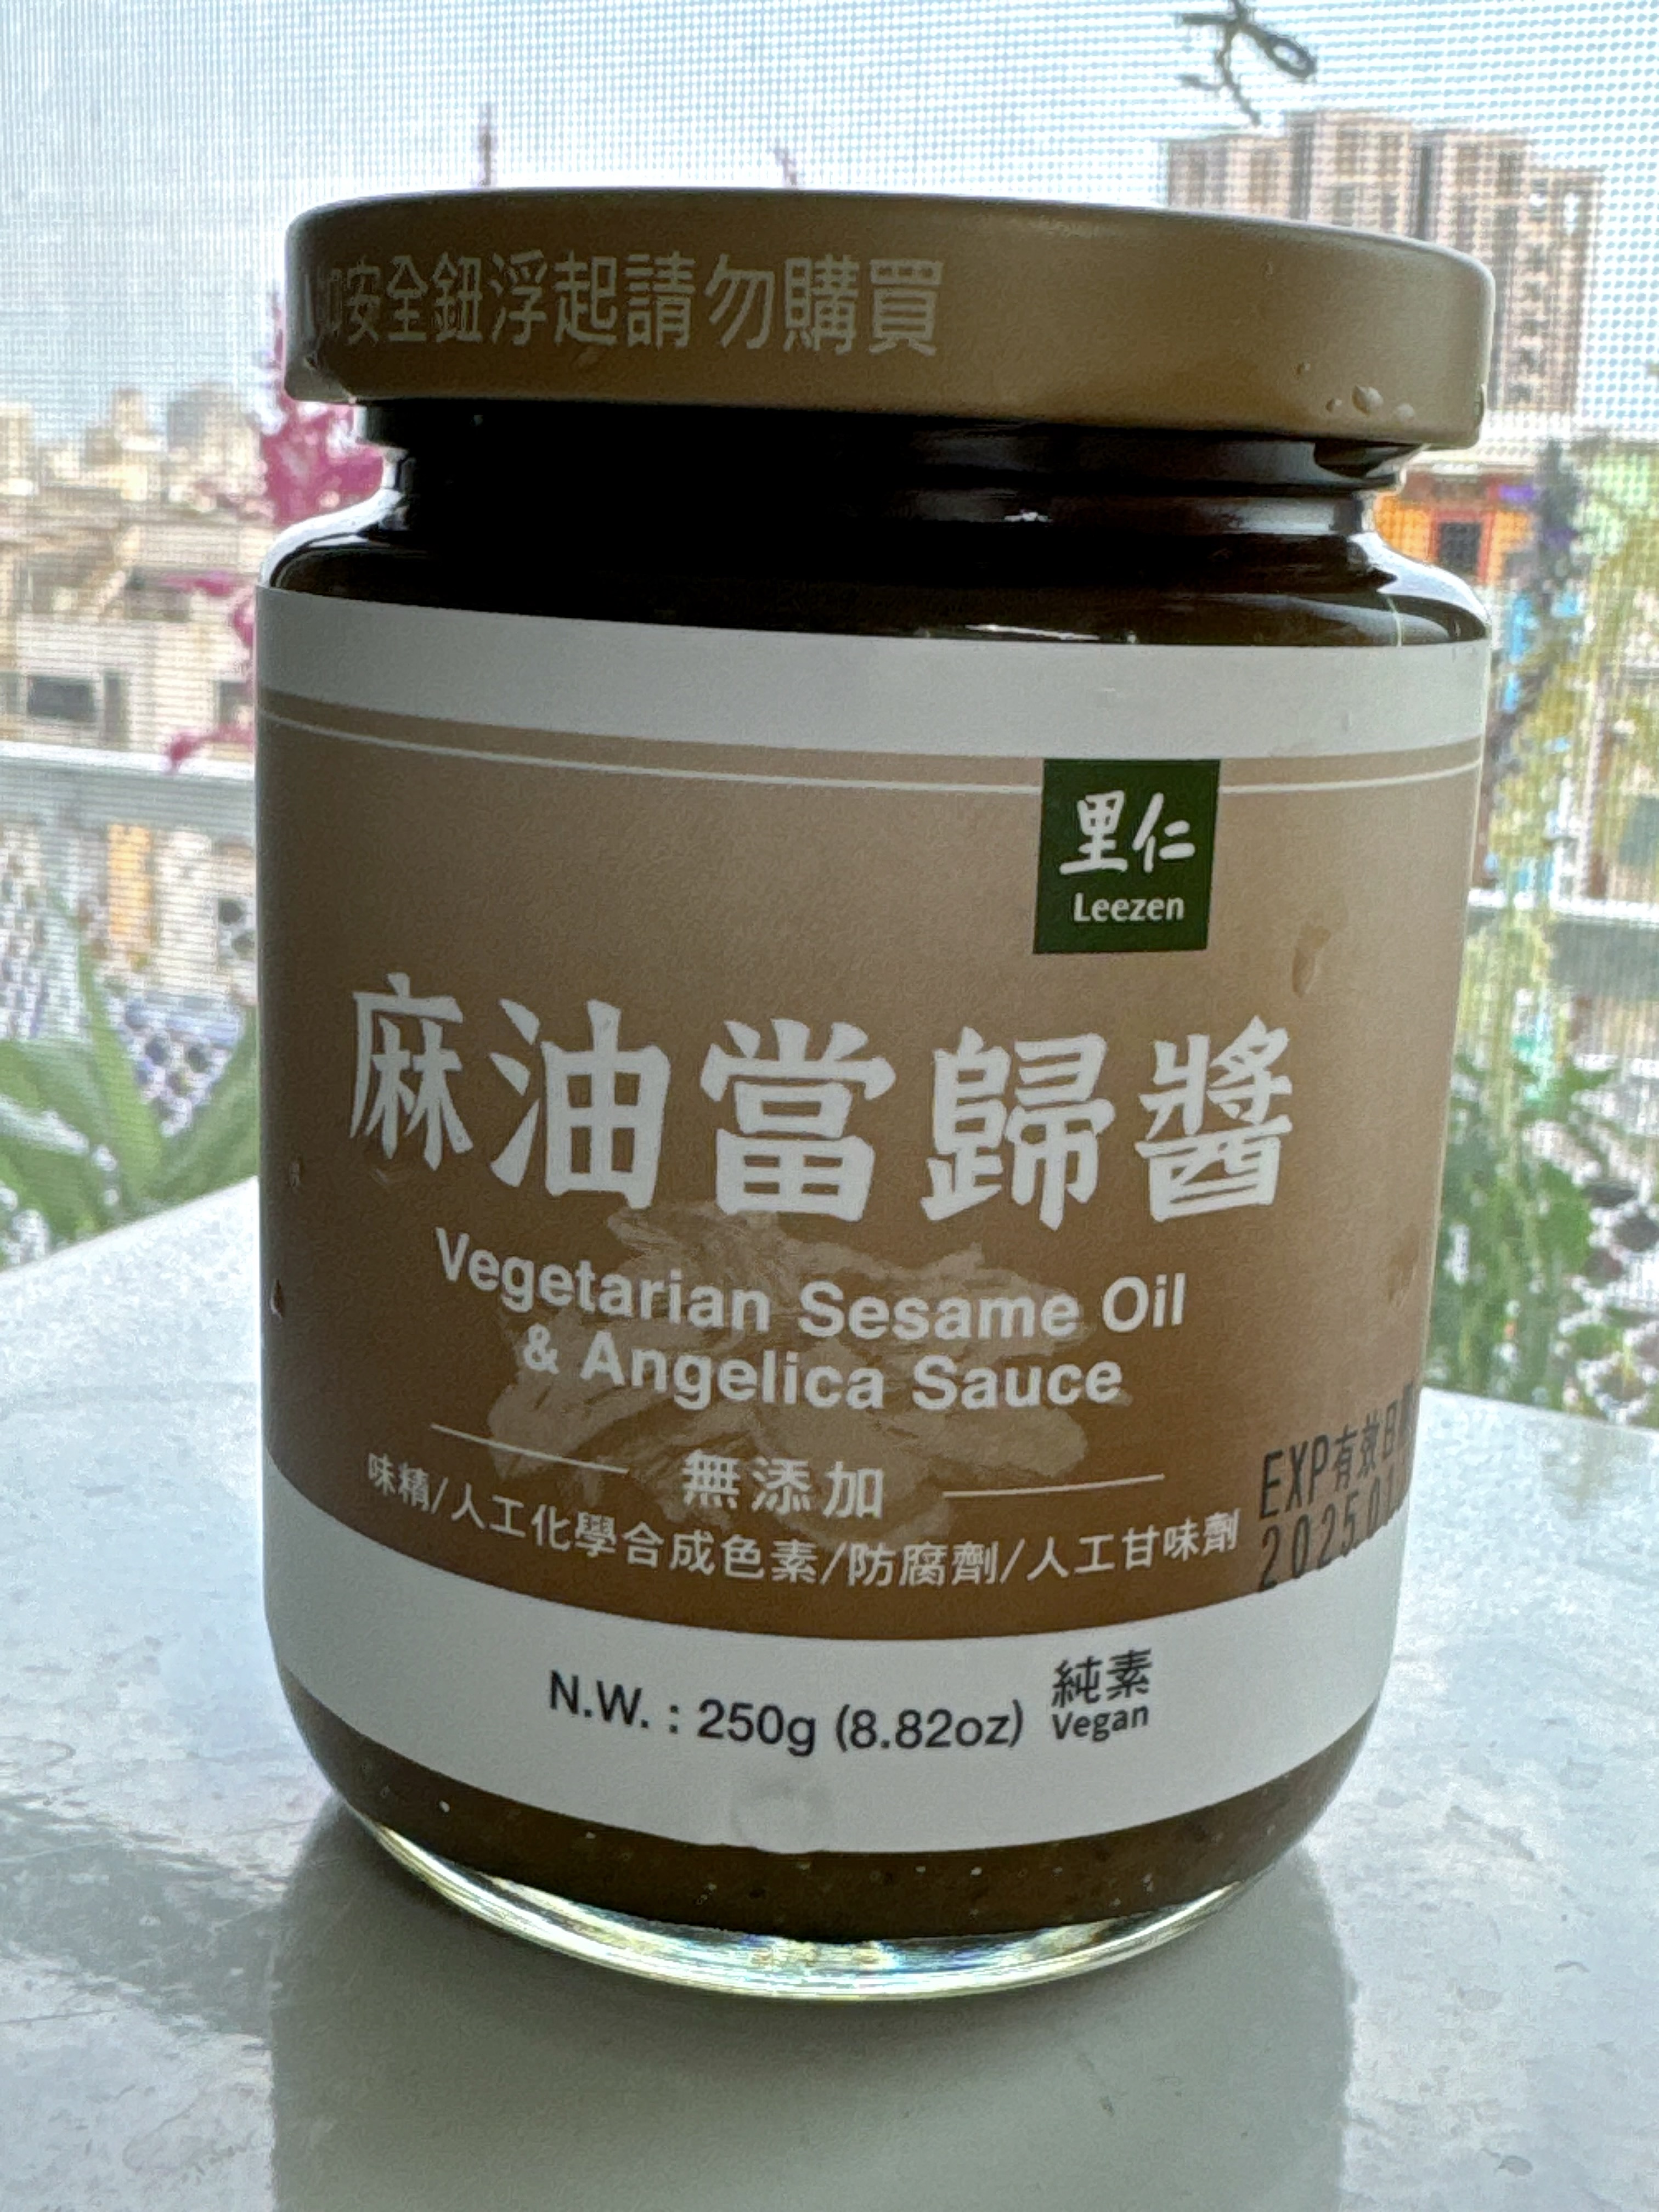 安全鈕浮起請勿購買
里仁
Leezen
麻油當歸醬
Vegetarian Sesame Oil
& Angelica Sauce
無添加
味精/人工化學合成色素/防腐劑/人工甘味劑
EXP有效日
2025.01
N.W. : 250g (8.82oz)
純素
Vegan